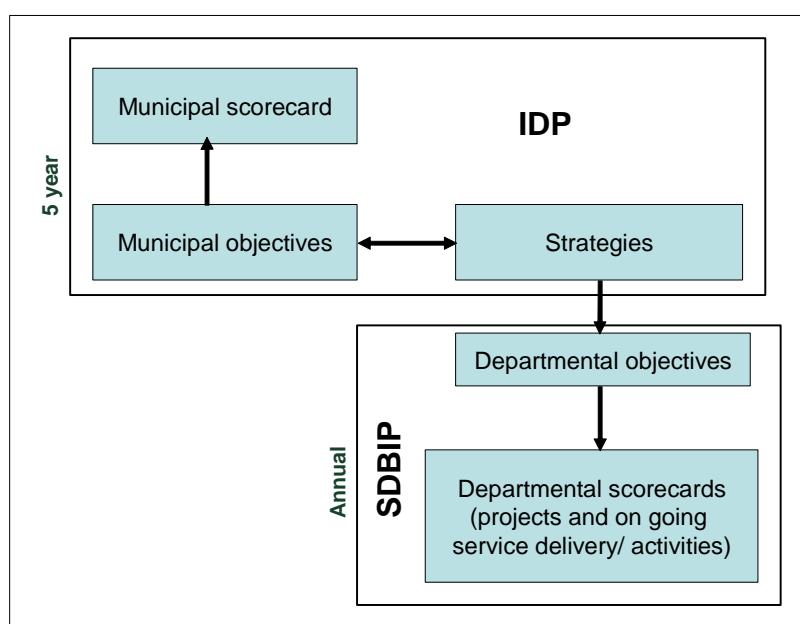 Municipal scorecard
IDP
5 year
Municipal objectives
Strategies
Departmental objectives
Annual
SDBIP
Departmental scorecards
(projects and on going
service delivery/ activities)